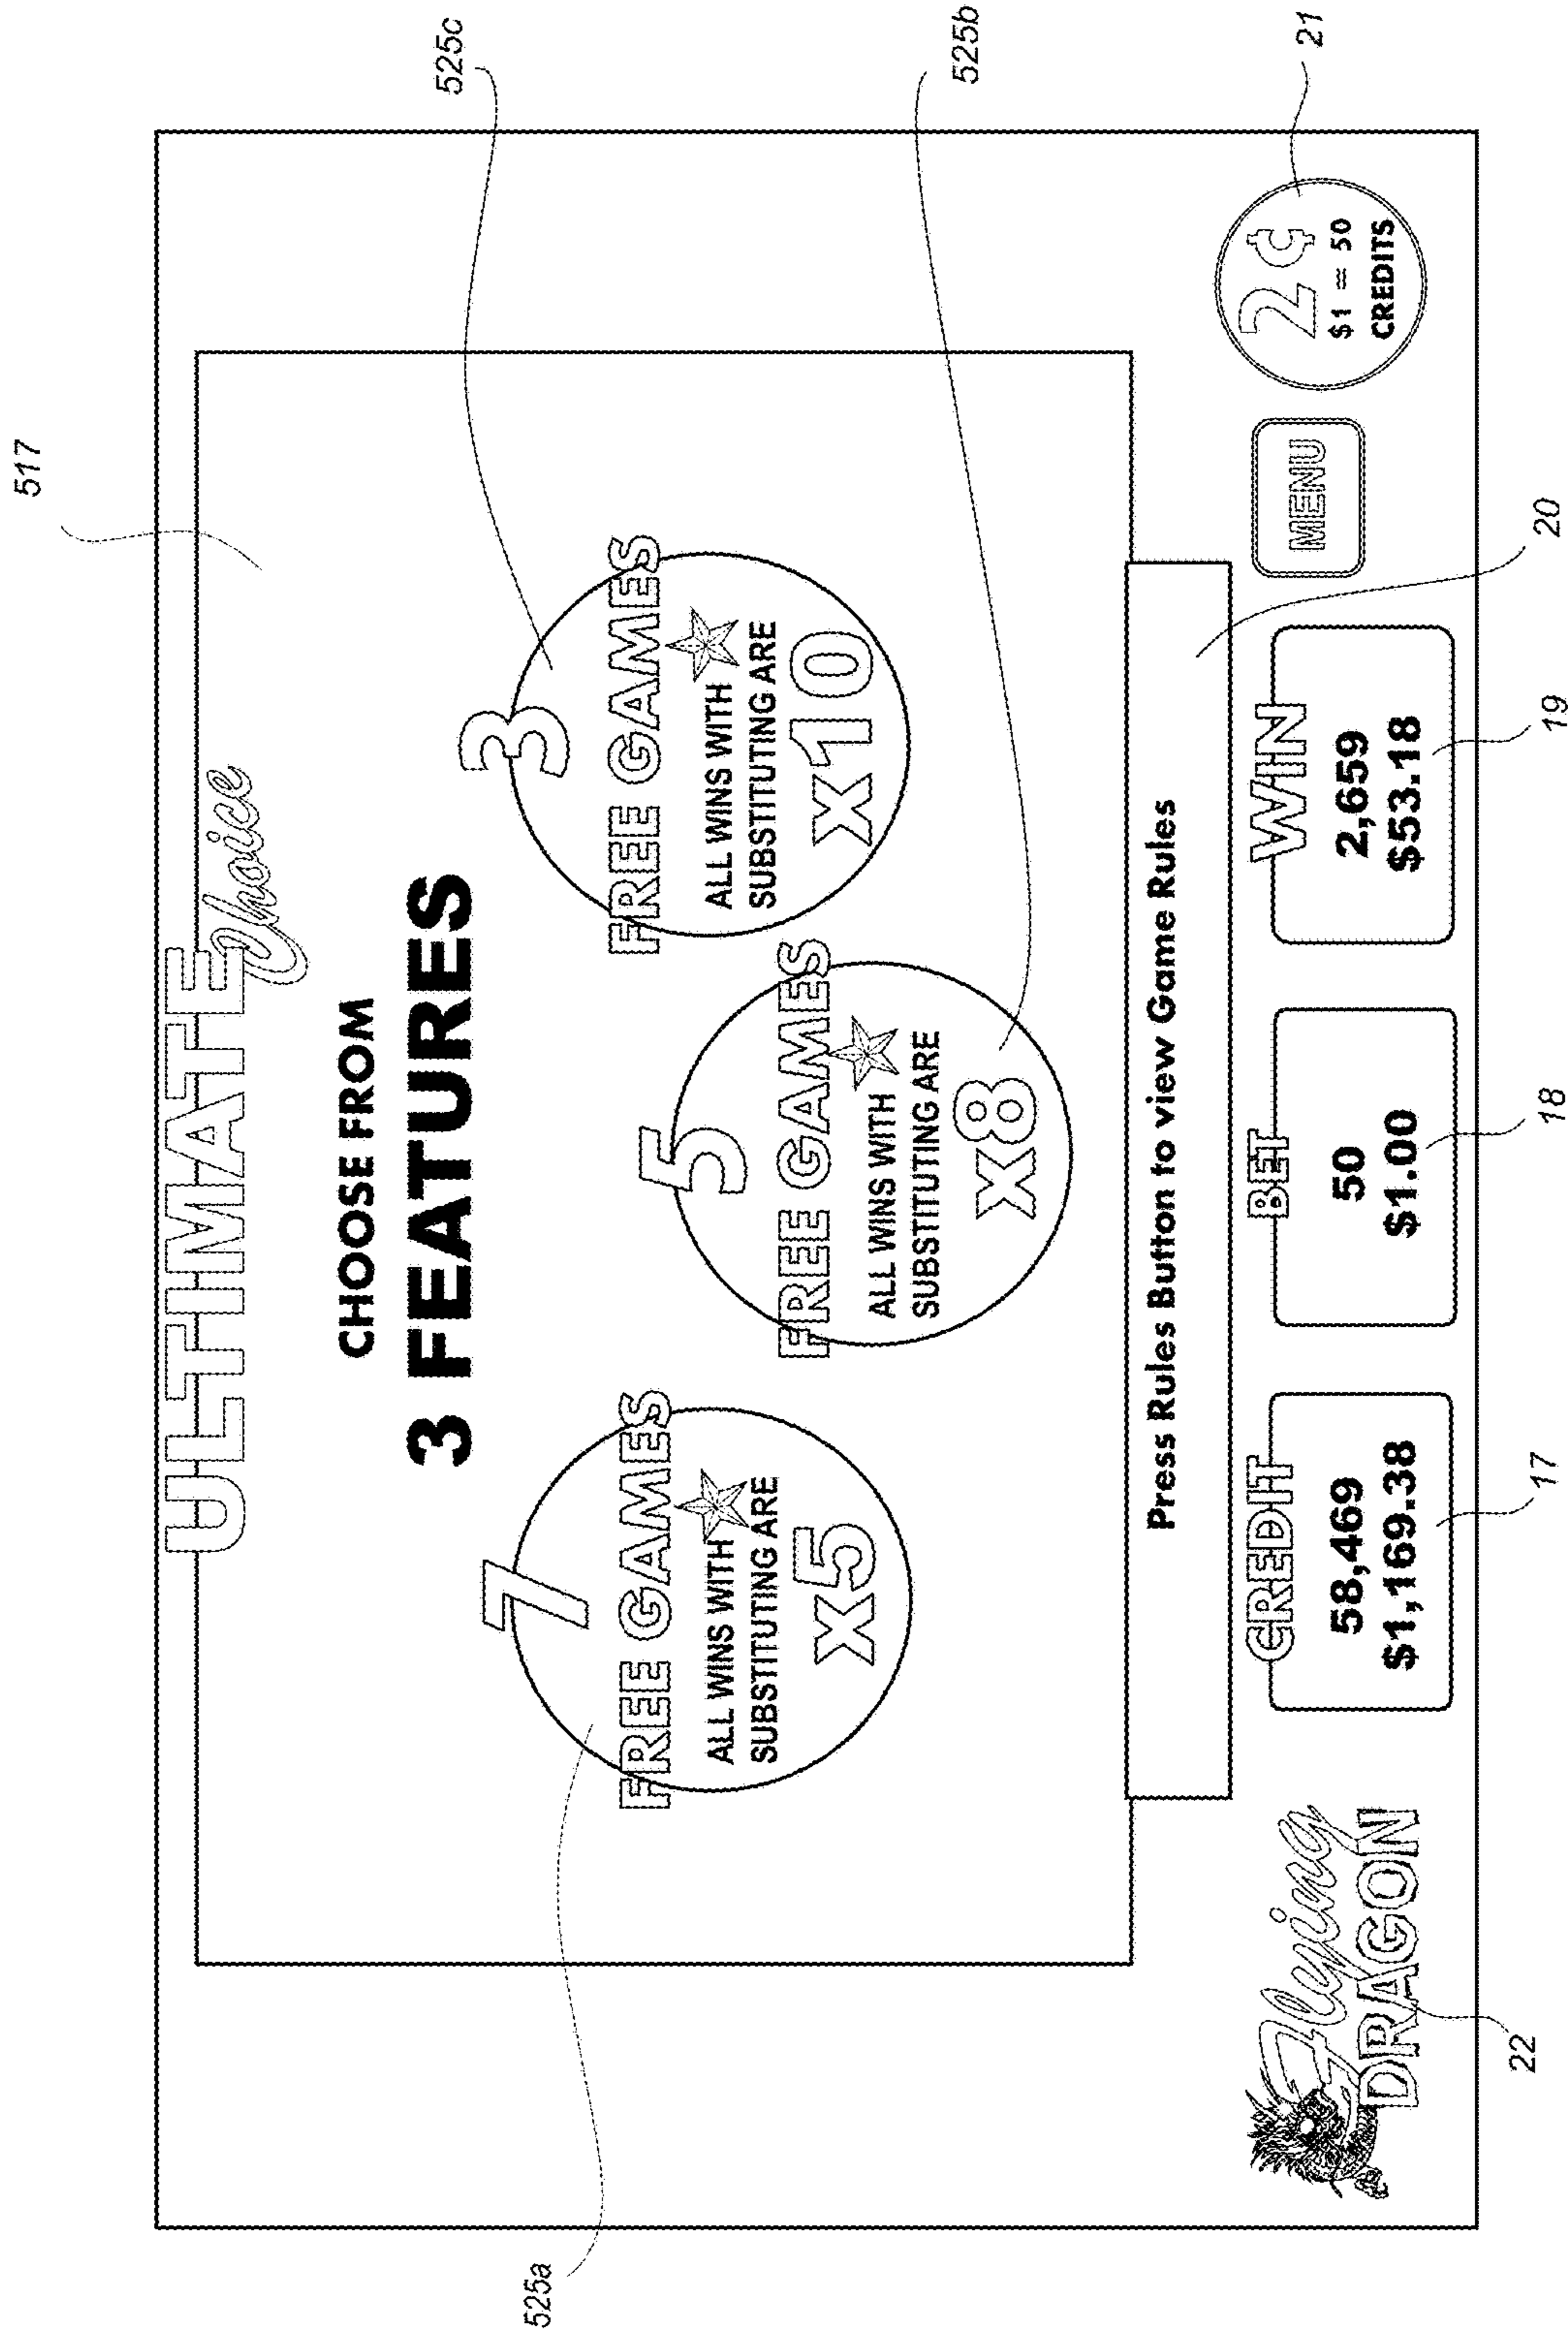 517
525c
ULTIMATE
Choice
CHOOSE FROM
3 FEATURES
525a
7
FREE GAMES
ALL WINS WITH
SUBSTITUTING ARE
x5
5
FREE GAMES
ALL WINS WITH
SUBSTITUTING ARE
x8
3
FREE GAMES
ALL WINS WITH
SUBSTITUTING ARE
x10
525b
Press Rules Button to view Game Rules
Flying
DRAGON
CREDIT
58,469
$1,169.38
BET
50
$1.00
WIN
2,659
$53.18
MENU
2¢
$1 = 50
CREDITS
21
22
17
18
19
20